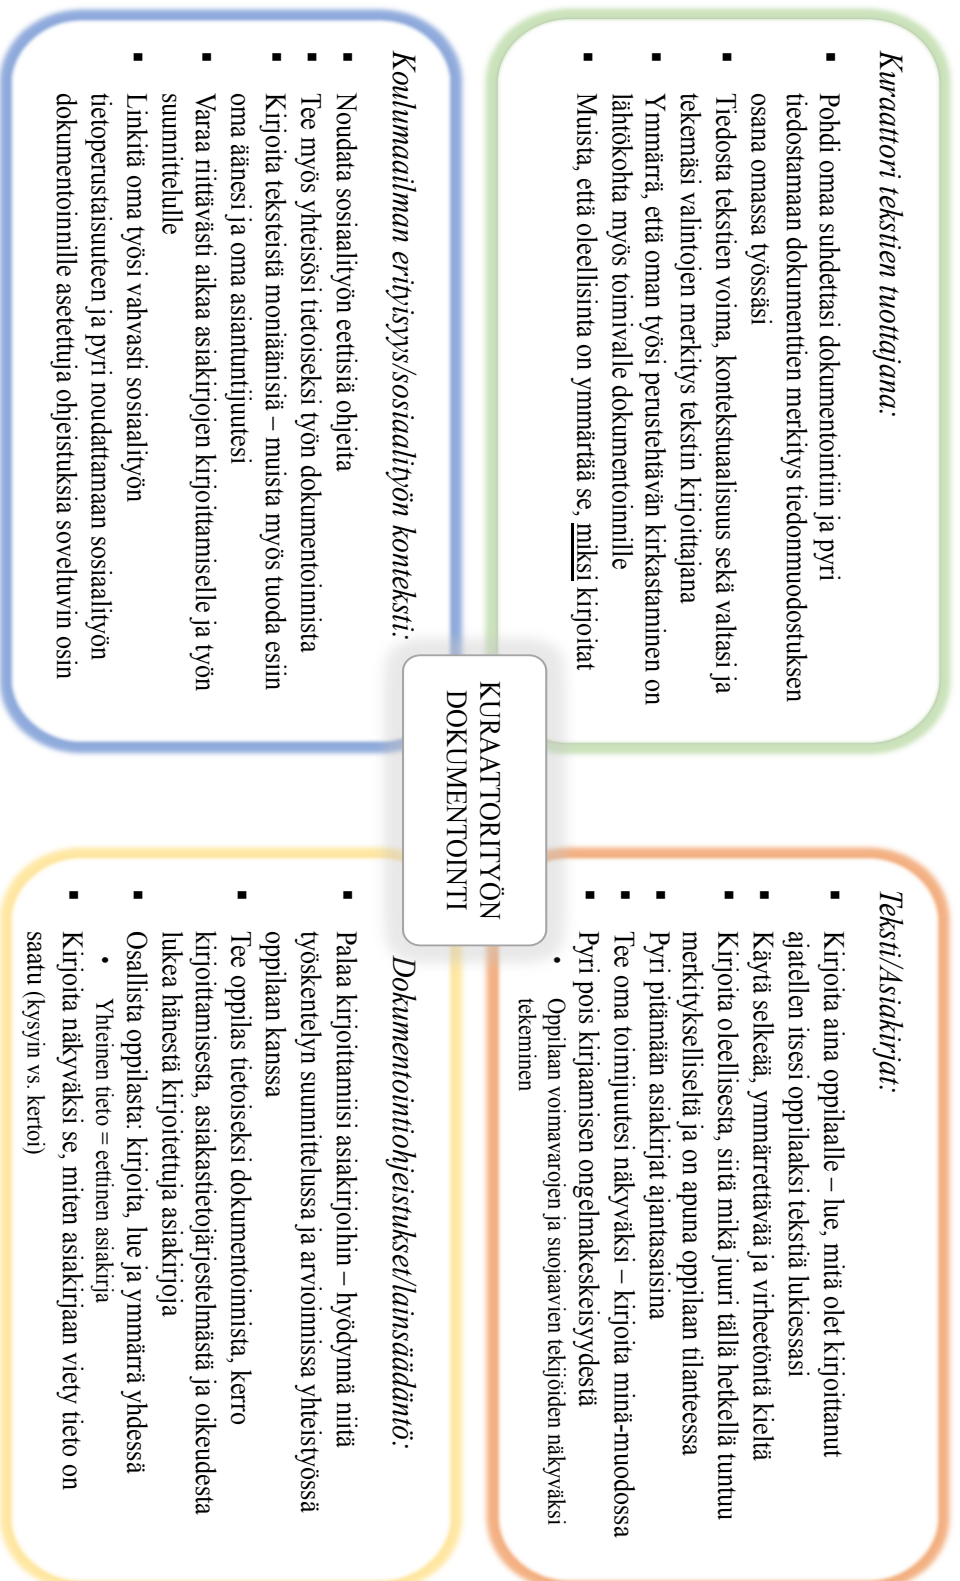 Kuraattori tekstien tuottajana:
▪ Pohdi omaa suhdettasi dokumentointiin ja pyri
tiedostamaan dokumenttien merkitys tiedonmuodostuksen
osana omassa työssäsi
▪ Tiedosta tekstien voima, kontekstuaalisuus sekä valtasi ja
tekemäsi valintojen merkitys tekstin kirjoittajana
▪ Ymmärrä, että oman työsi perustehtävän kirkastaminen on
lähtökohta myös toimivalle dokumentoinnille
▪ Muista, että oleellisinta on ymmärtää se, miksi kirjoitat
Teksti/Asiakirjat:
▪ Kirjoita aina oppilaalle – lue, mitä olet kirjoittanut
ajatellen itsesi oppilaaksi tekstiä lukiessasi
▪ Käytä selkeää, ymmärrettävää ja virheetöntä kieltä
▪ Kirjoita oleellisesta, siitä mikä juuri tällä hetkellä tuntuu
merkitykselliseltä ja on apuna oppilaan tilanteessa
▪ Pyri pitämään asiakirjat ajantasaisina
▪ Tee oma toimijuutesi näkyväksi – kirjoita minä-muodossa
▪ Pyri pois kirjaamisen ongelmakeskeisyydestä
• Oppilaan voimavarojen ja suojaavien tekijöiden näkyväksi
tekeminen
KURAATTORITYÖN
DOKUMENTOINTI
Koulumaailman erityisyys/sosiaalityön konteksti:
▪ Noudata sosiaalityön eettisiä ohjeita
▪ Tee myös yhteisösi tietoiseksi työn dokumentoinnista
▪ Kirjoita teksteistä moniäänisiä – muista myös tuoda esiin
oma äänesi ja oma asiantuntijuutesi
▪ Varaa riittävästi aikaa asiakirjojen kirjoittamiselle ja työn
suunnittelulle
▪ Linkitä oma työsi vahvasti sosiaalityön
tietoperustaisuuteen ja pyri noudattamaan sosiaalityön
dokumentoinnille asetettuja ohjeistuksia soveltuvin osin
Dokumentointiohjeistukset/lainsäädäntö:
▪ Palaa kirjoittamiisi asiakirjoihin – hyödynnä niitä
työskentelyn suunnittelussa ja arvioinnissa yhteistyössä
oppilaan kanssa
▪ Tee oppilas tietoiseksi dokumentoinnista, kerro
kirjoittamisesta, asiakastietojärjestelmästä ja oikeudesta
lukea hänestä kirjoitettuja asiakirjoja
▪ Osallista oppilasta: kirjoita, lue ja ymmärrä yhdessä
• Yhteinen tieto = eettinen asiakirja
▪ Kirjoita näkyväksi se, miten asiakirjaan viety tieto on
saatu (kysyin vs. kertoi)